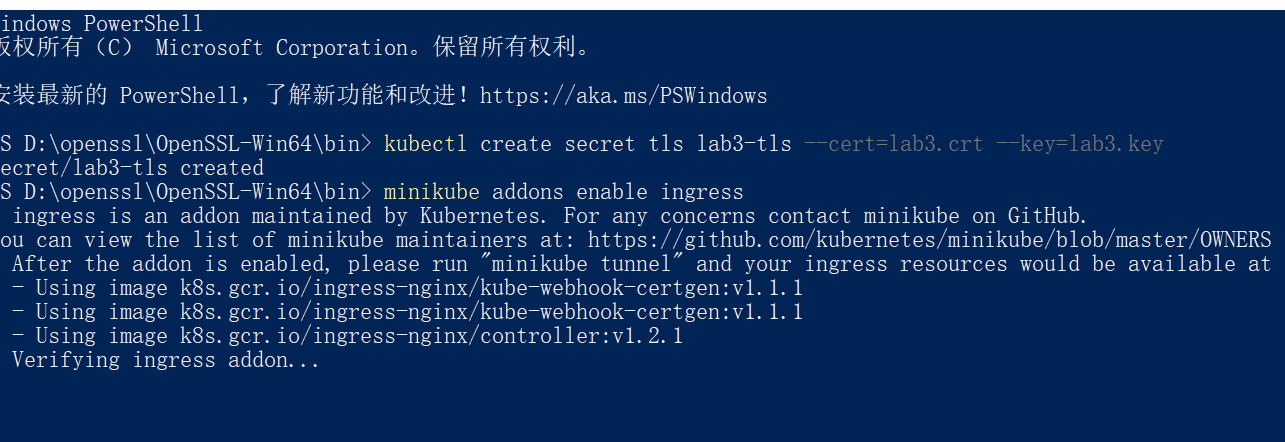 indows PowerShell
版权所有（C） Microsoft Corporation。保留所有权利。
安装最新的 PowerShell，了解新功能和改进！https://aka.ms/PSWindows
S D:\openssl\OpenSSL-Win64\bin> kubectl create secret tls lab3-tls --cert=lab3.crt --key=lab3.key
ecret/lab3-tls created
S D:\openssl\OpenSSL-Win64\bin> minikube addons enable ingress
ingress is an addon maintained by Kubernetes. For any concerns contact minikube on GitHub.
ou can view the list of minikube maintainers at: https://github.com/kubernetes/minikube/blob/master/OWNERS
After the addon is enabled, please run "minikube tunnel" and your ingress resources would be available at
- Using image k8s.gcr.io/ingress-nginx/kube-webhook-certgen:v1.1.1
- Using image k8s.gcr.io/ingress-nginx/kube-webhook-certgen:v1.1.1
- Using image k8s.gcr.io/ingress-nginx/controller:v1.2.1
Verifying ingress addon...